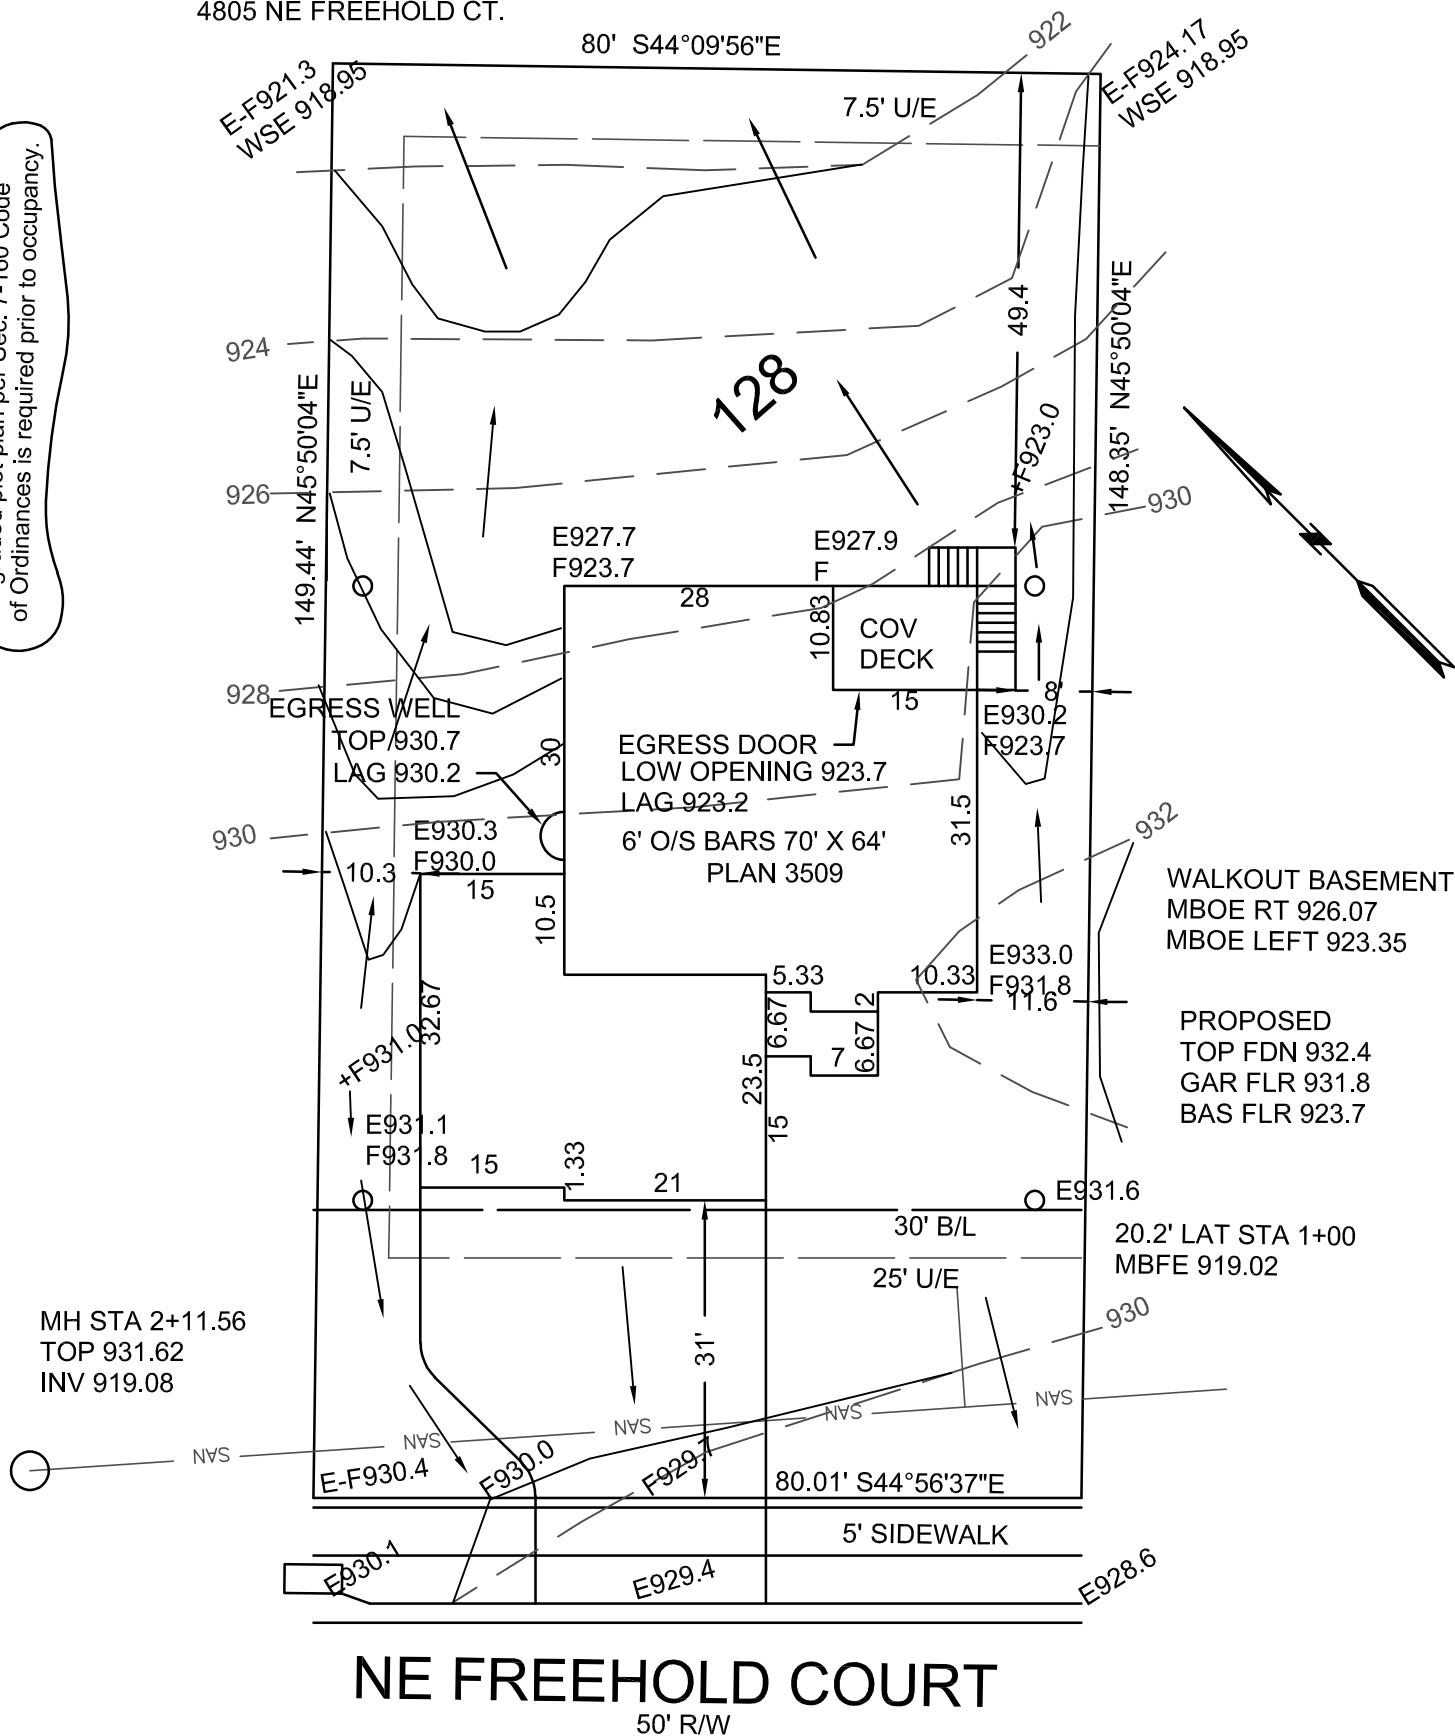 4805 NE FREEHOLD CT.
80'  S44°09'56"E
922
E-F921.3
WSE 918.95
E-F924.17
WSE 918.95
7.5' U/E
of Ordinances is required prior to occupancy.
49.4
924
128
149.44'  N45°50'04"E
7.5' U/E
148.35'  N45°50'04"E
+F923.0
926
930
E927.7
F923.7
E927.9
F
28
10.83
COV
DECK
15
8'
928
EGRESS WELL
TOP 930.7
LAG 930.2
30
EGRESS DOOR
LOW OPENING 923.7
LAG 923.2
E930.2
F923.7
6' O/S BARS 70' X 64'
PLAN 3509
31.5
930
E930.3
F930.0
10.3
15
10.5
932
WALKOUT BASEMENT
MBOE RT 926.07
MBOE LEFT 923.35
E933.0
F931.8
11.6
5.33
10.33
2
6.67
6.67
7
23.5
15
32.67
+F931.0
PROPOSED
TOP FDN 932.4
GAR FLR 931.8
BAS FLR 923.7
E931.1
F931.8
15
1.33
21
E931.6
30' B/L
25' U/E
20.2' LAT STA 1+00
MBFE 919.02
930
31'
MH STA 2+11.56
TOP 931.62
INV 919.08
SAN
SAN
SAN
SAN
SAN
E-F930.4
F930.0
F929.7
80.01' S44°56'37"E
5' SIDEWALK
E930.1
E929.4
E928.6
NE FREEHOLD COURT
50' R/W